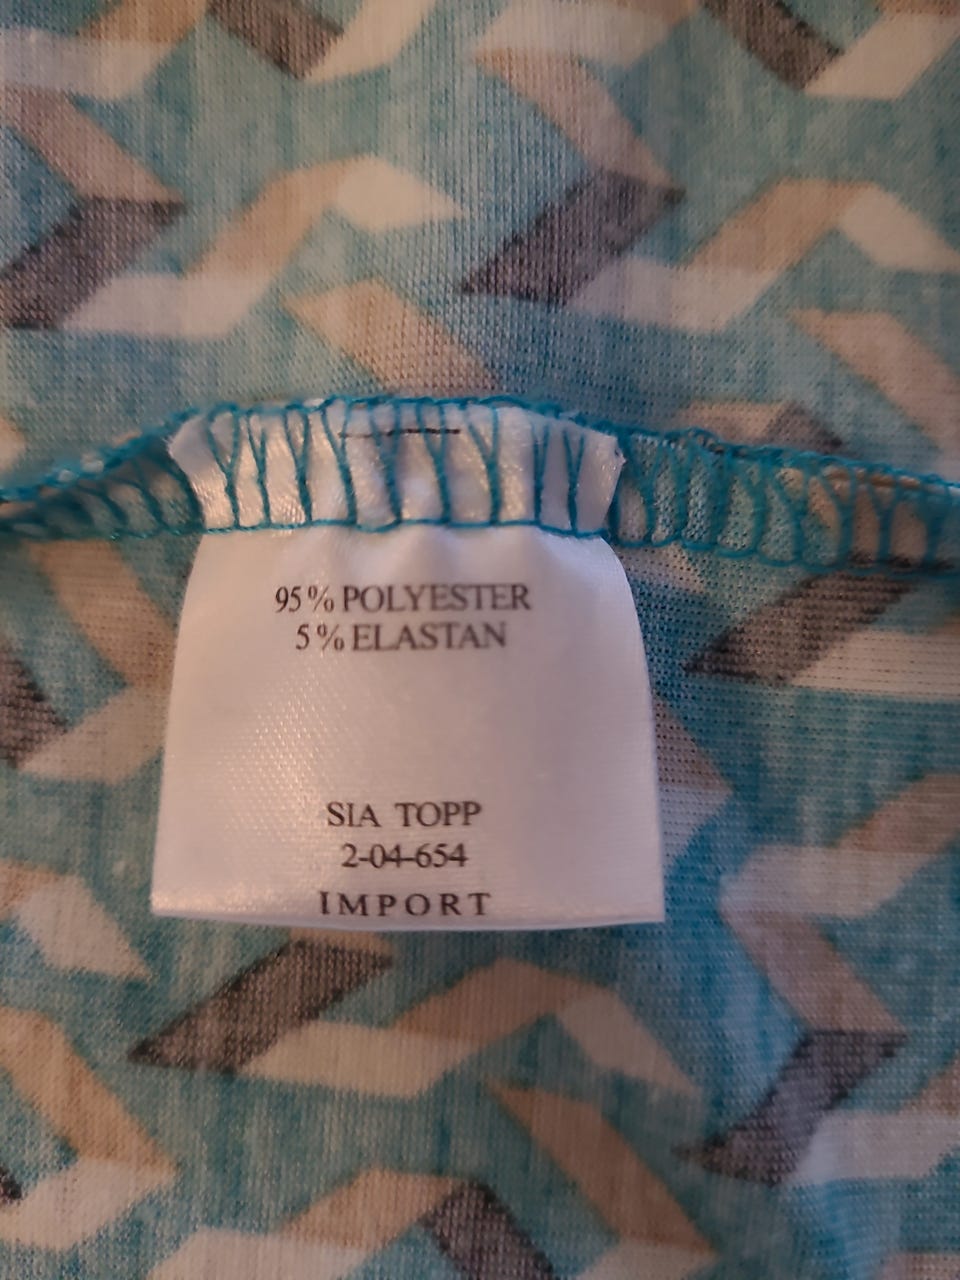 95% POLYESTER
5% ELASTAN
SIA TOPP
2-04-654
IMPORT